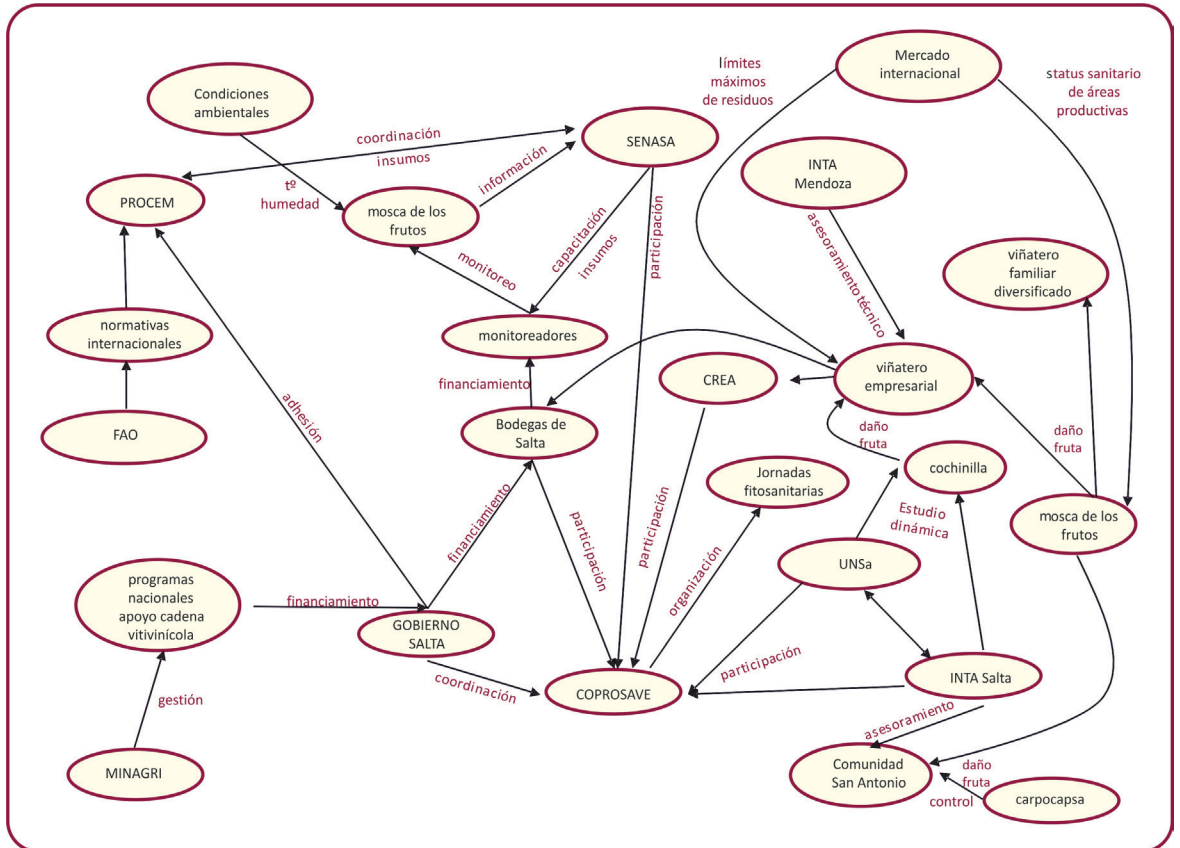 Mercado
internacional
límites
máximos
de residuos
status sanitario
de áreas
productivas
Condiciones
ambientales
coordinación
insumos
SENASA
información
INTA
Mendoza
PROCEM
tº
humedad
mosca de los
frutos
capacitación
insumos
participación
asesoramiento técnico
viñatero
familiar
diversificado
monitoreo
normativas
internacionales
monitoreadores
financiamiento
CREA
viñatero
empresarial
adhesión
FAO
Bodegas de
Salta
daño
fruta
daño
fruta
Jornadas
fitosanitarias
cochinilla
Estudio
dinámica
mosca de los
frutos
financiamiento
participación
participación
organización
UNSa
programas
nacionales
apoyo cadena
vitivinícola
financiamiento
GOBIERNO
SALTA
coordinación
COPROSAVE
participación
INTA Salta
gestión
asesoramiento
MINAGRI
Comunidad
San Antonio
daño
fruta
control
carpocapsa